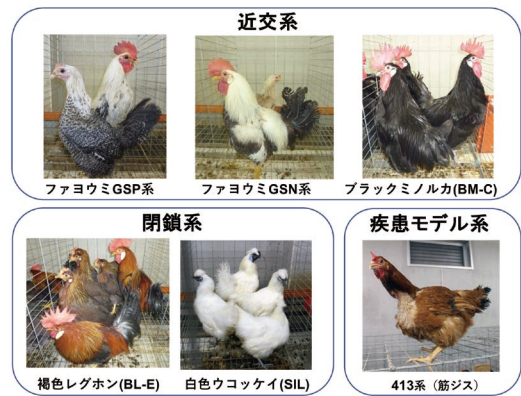 近交系
ファヨウミGSP系
ファヨウミGSN系
ブラックミノルカ(BM-C)
閉鎖系
褐色レグホン(BL-E)
白色ウコッケイ(SIL)
疾患モデル系
413系（筋ジス）